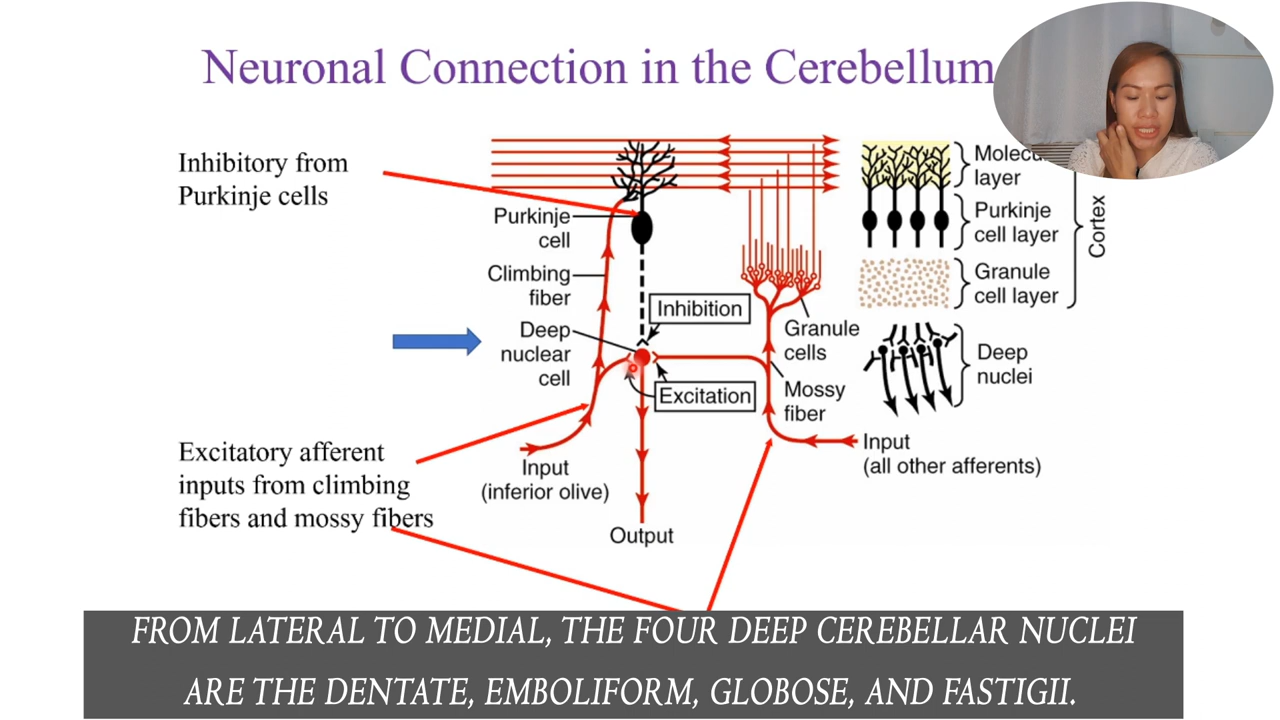 Neuronal Connection in the Cerebellum
Inhibitory from
Purkinje cells
Excitatory afferent
inputs from climbing
fibers and mossy fibers
Purkinje
cell
Climbing
fiber
Deep
nuclear
cell
Inhibition
Excitation
Input
(inferior olive)
Output
Granule
cells
Mossy
fiber
Input
(all other afferents)
layer
Purkinje
cell layer
Granule
cell layer
Deep
nuclei
Cortex
FROM LATERAL TO MEDIAL, THE FOUR DEEP CEREBELLAR NUCLEI
ARE THE DENTATE, EMBOLIFORM, GLOBOSE, AND FASTIGII.